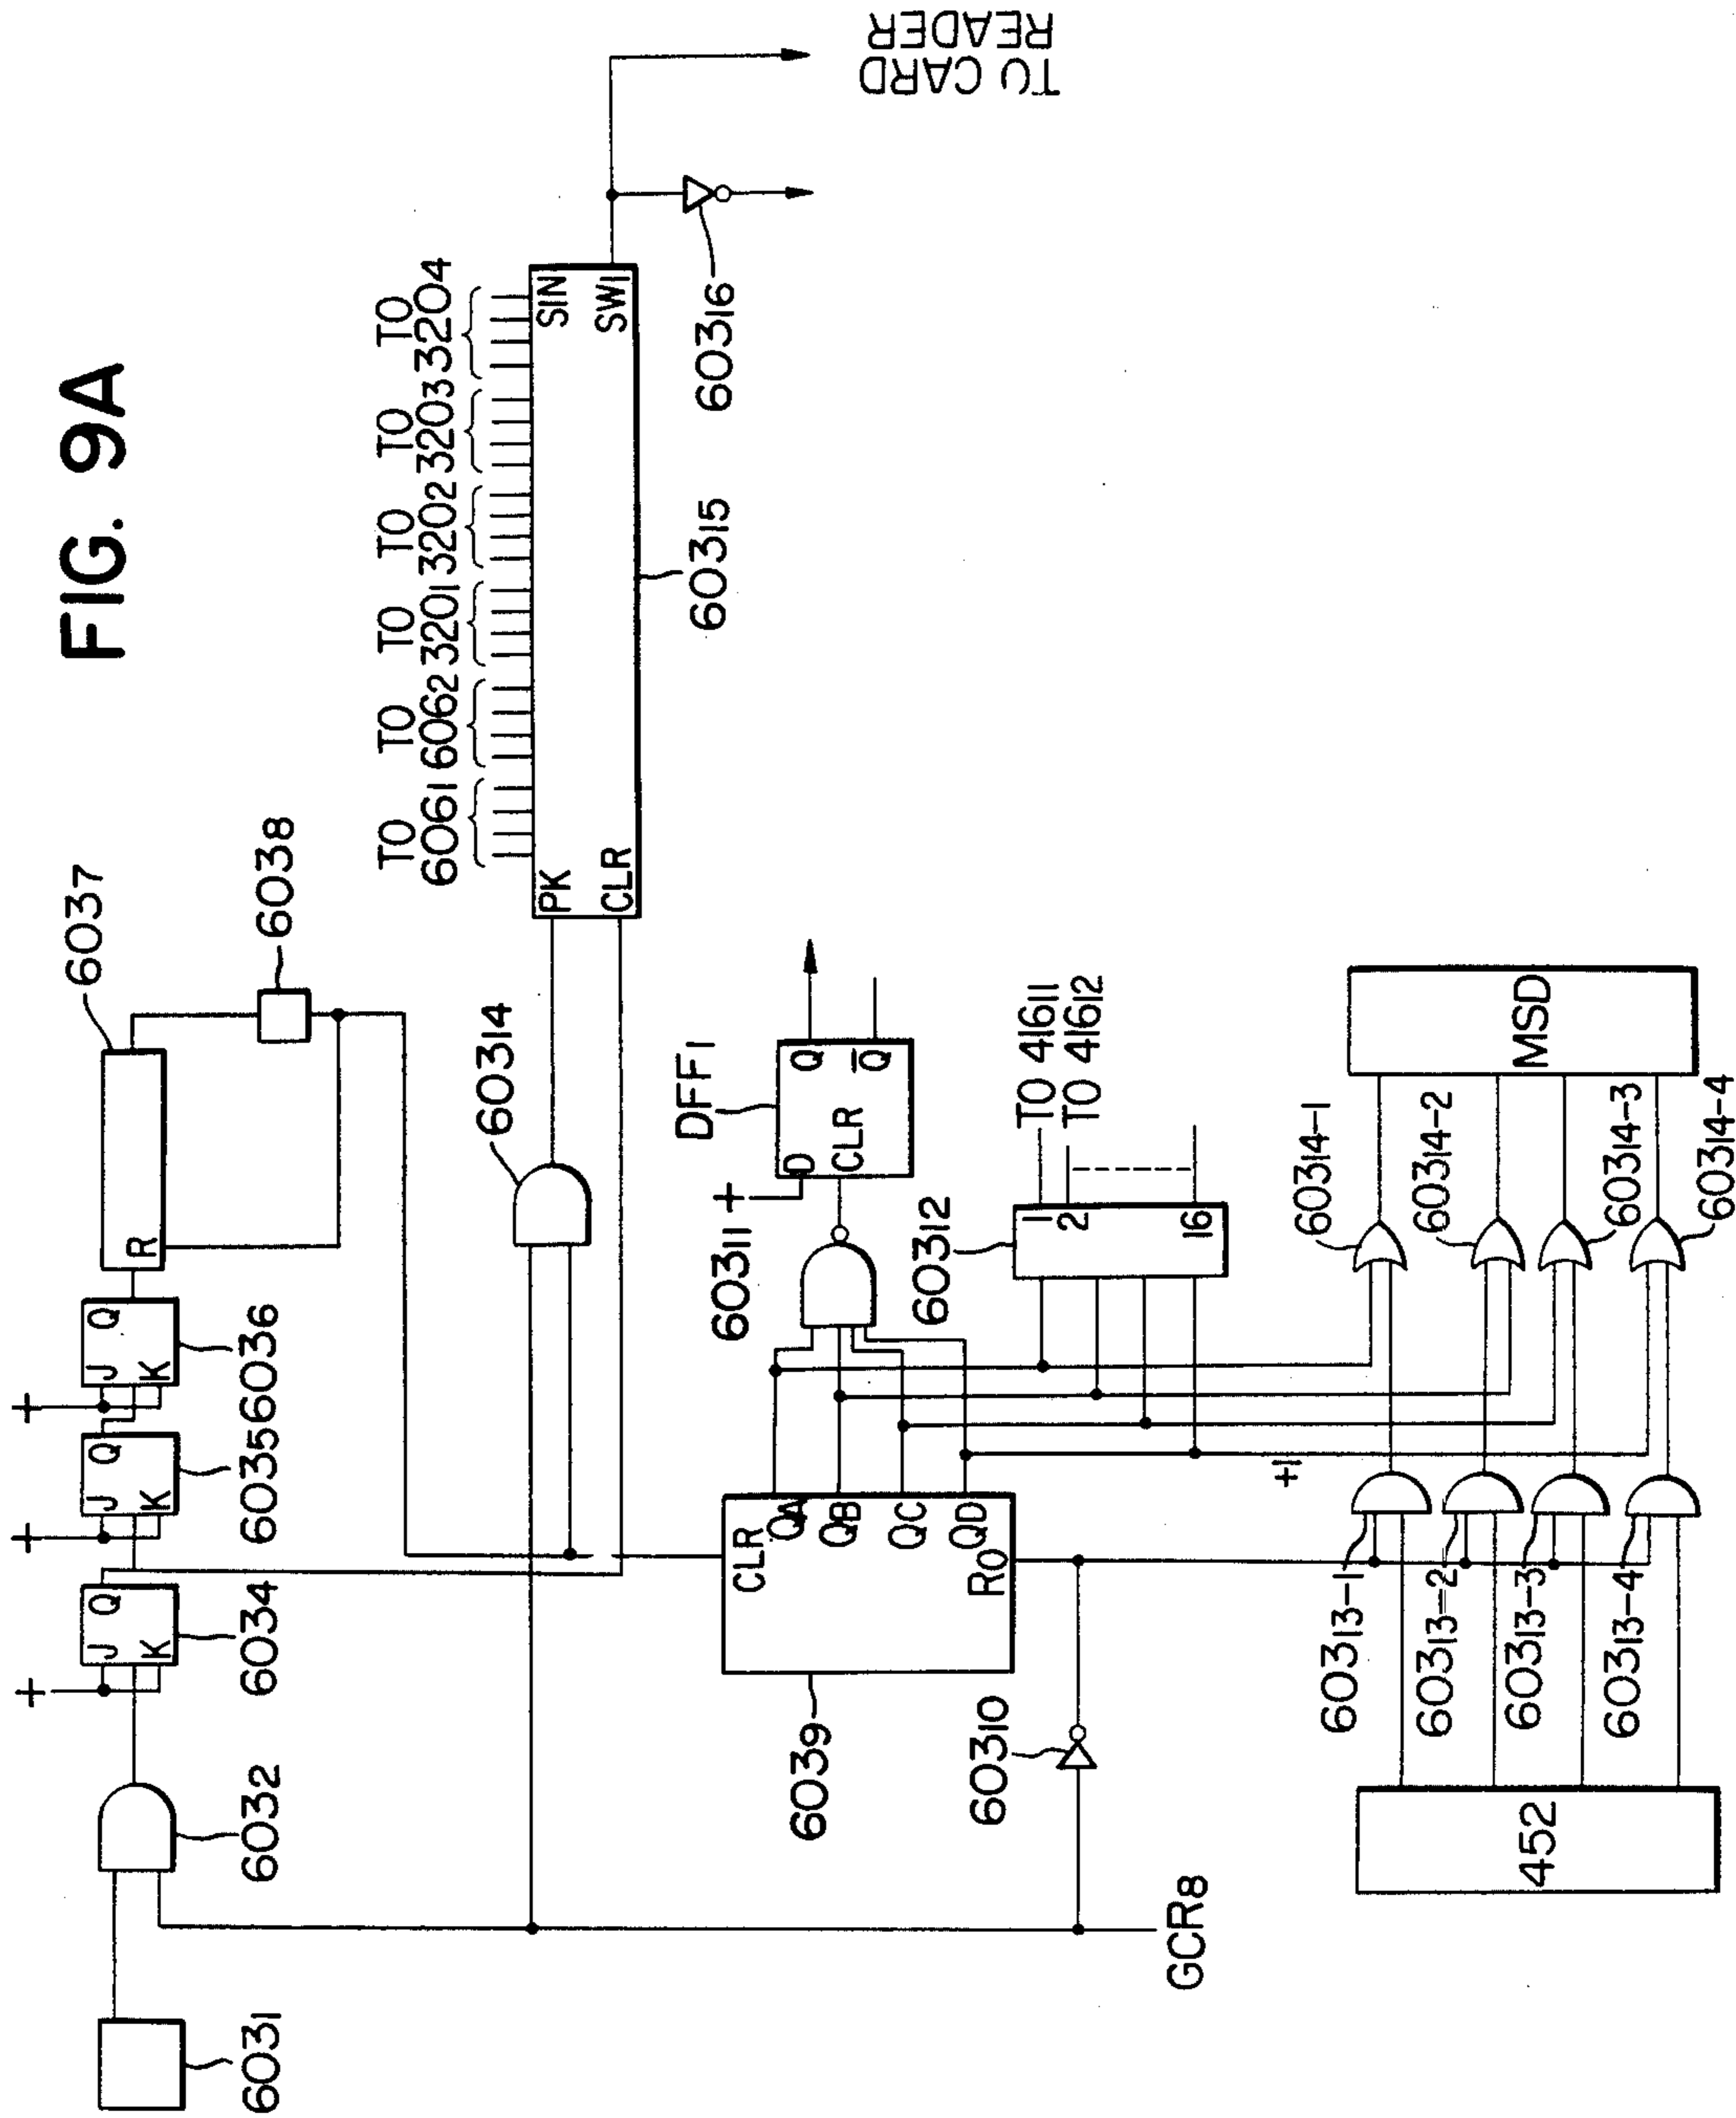 FIG. 9A
6031
6032
+
J
Q
K
6034
+
J
Q
K
6035
+
J
Q
K
6036
R
6037
6038
60314
TO
6061
TO
6062
TO
3201
TO
3202
TO
3203
TO
3204
PK
CLR
SIN
SWI
60315
60316
TO CARD
READER
GCR8
6039
CLR
QA
QB
QC
QD
RO
60310
60311
+
D
CLR
Q
Q
DFF1
60312
1
2
16
TO 41611
TO 41612
+1
452
60313-1
60313-2
60313-3
60313-4
60314-1
60314-2
60314-3
60314-4
MSD